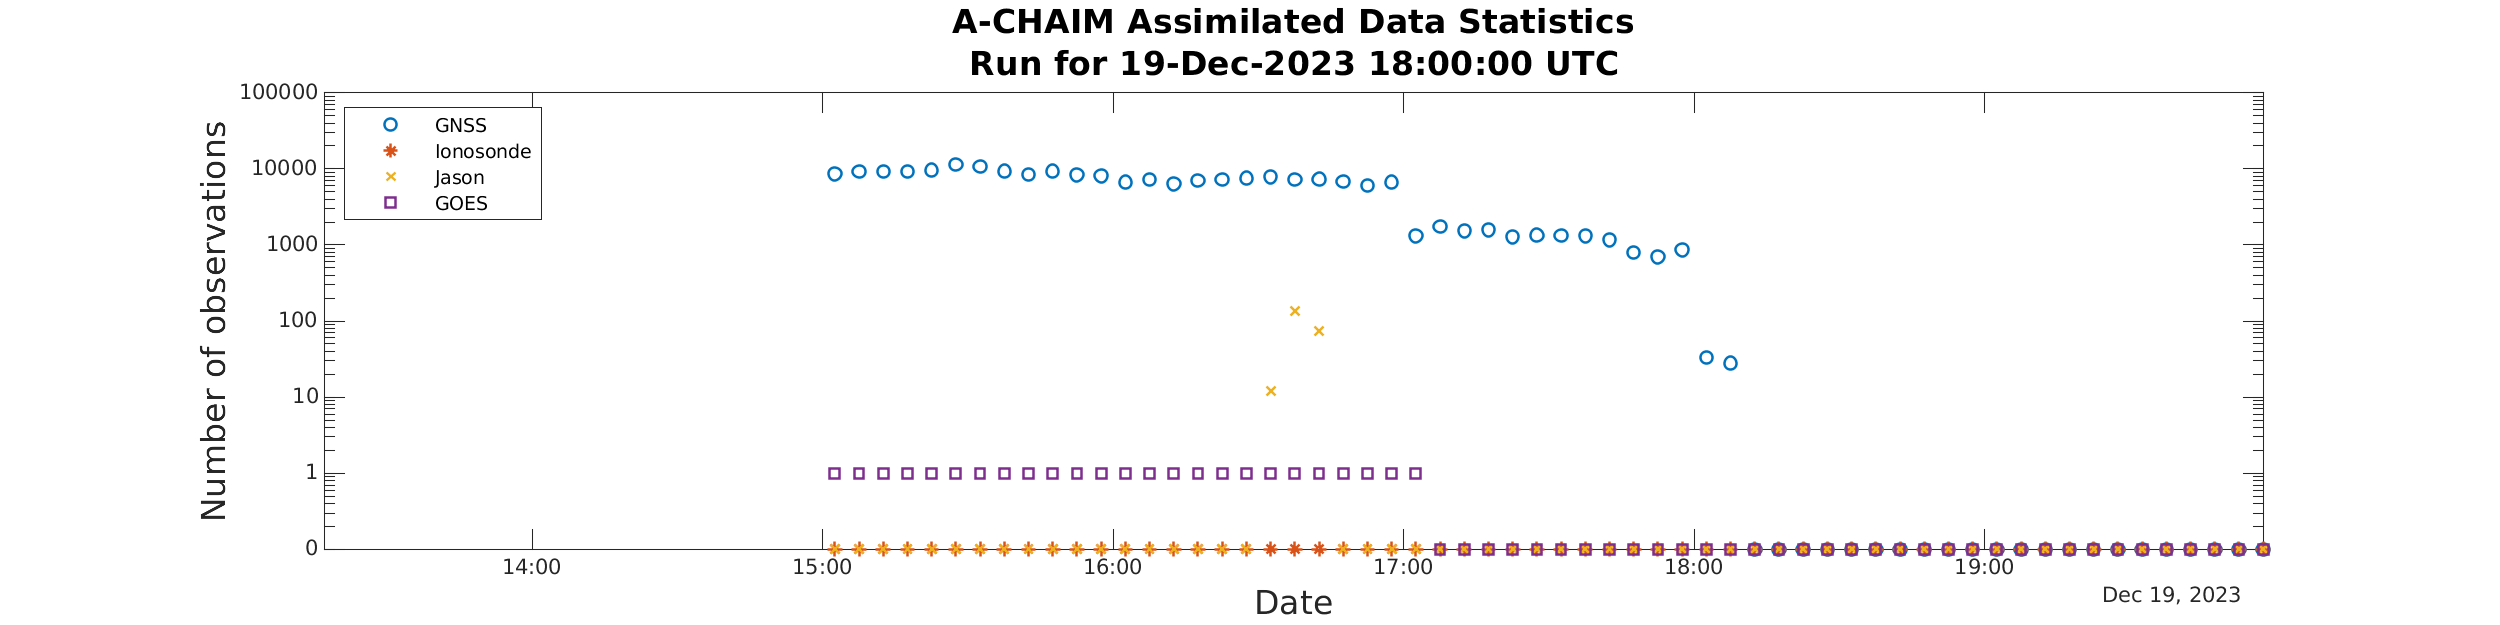 A-CHAIM Assimilated Data Statistics
Run for 19-Dec-2023 18:00:00 UTC
Number of observations
100000
10000
1000
100
10
1
0
GNSS
Ionosonde
Jason
GOES
14:00 15:00 16:00 17:00 18:00 19:00
Dec 19, 2023
Date